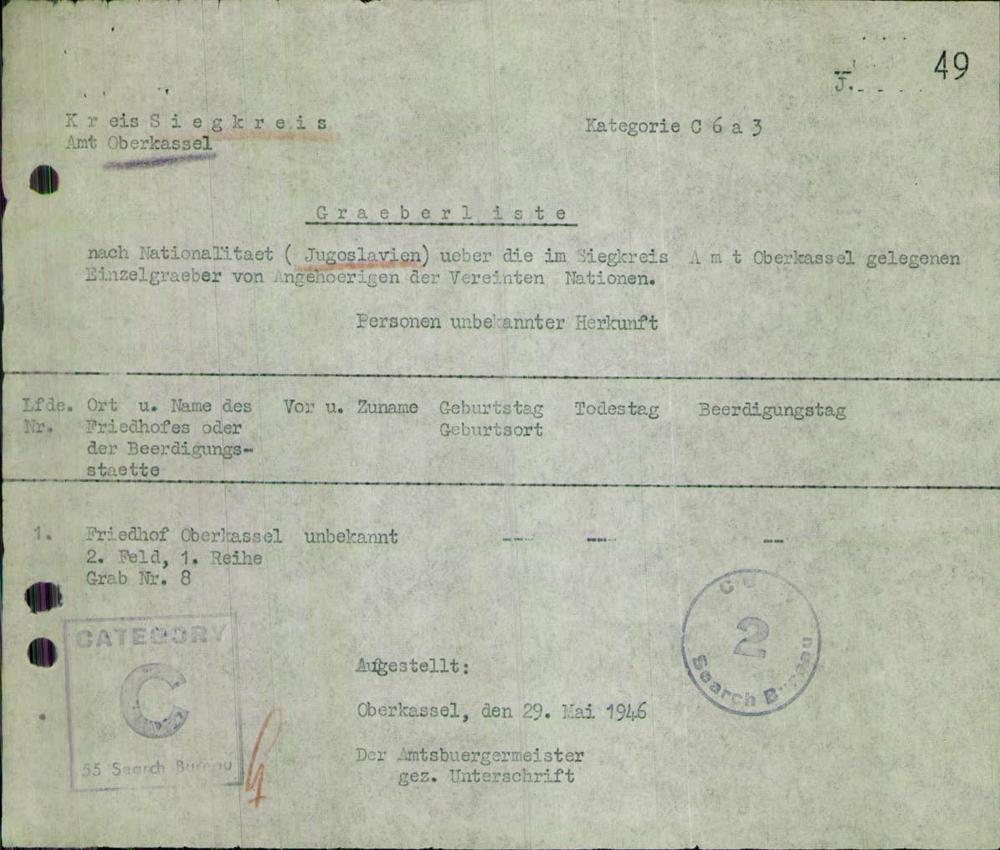 49
J.
Kreis Siegkreis
Kategorie C 6 a 3
Amt Oberkassel
Graeberliste
nach Nationalitaet ( Jugoslavien) ueber die im Siegkreis A m t Oberkassel gelegenen
Einzelgraeber von Angehoerigen der Vereinten Nationen.
Personen unbekannter Herkunft
Lfde. Ort u. Name des Vor u. Zuname Geburtstag Todestag Beerdigungstag
Nr. Friedhofes oder Geburtsort
der Beerdigungs-
staette
1. Friedhof Oberkassel unbekannt --- --- --
2. Feld, 1. Reihe
Grab Nr. 8
CATEGORY
C
55 Search Bureau
2
Search Bureau
Aufgestellt:
Oberkassel, den 29. Mai 1946
Der Amtsbuergermeister
gez. Unterschrift